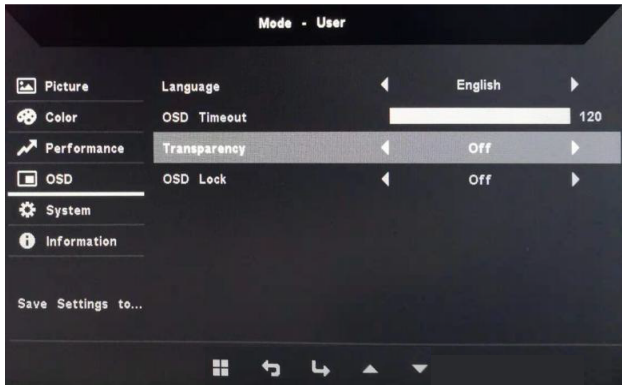 Mode - User
Picture
Language English
Color
OSD Timeout 120
Performance
Transparency Off
OSD
OSD Lock Off
System
Information
Save Settings to...